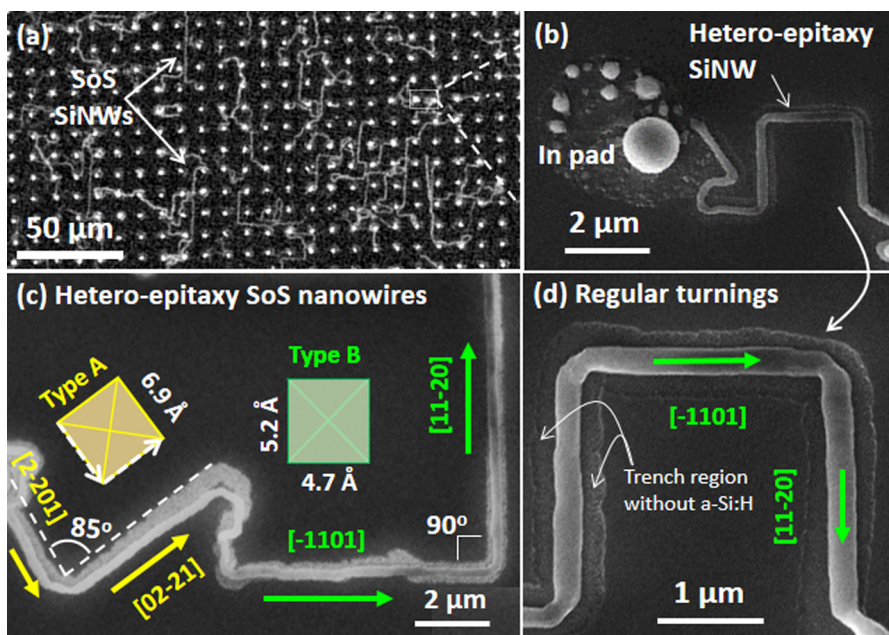 (a)
SoS
SiNWs
50 μm
(b)
Hetero-epitaxy
SiNW
In pad
2 μm
(c) Hetero-epitaxy SoS nanowires
Type A
6.9 Å
Type B
5.2 Å
4.7 Å
[11-20]
[2-201]
85°
[02-21]
[-1101]
90°
2 μm
(d) Regular turnings
[-1101]
[11-20]
Trench region
without a-Si:H
1 μm